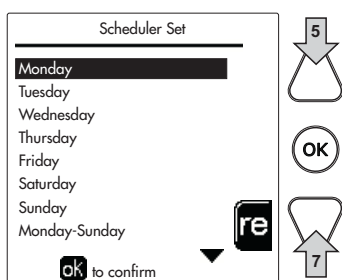 Scheduler Set
5
Monday
Tuesday
Wednesday
Thursday
Friday
Saturday
Sunday
Monday-Sunday
OK
re
ok to confirm
7